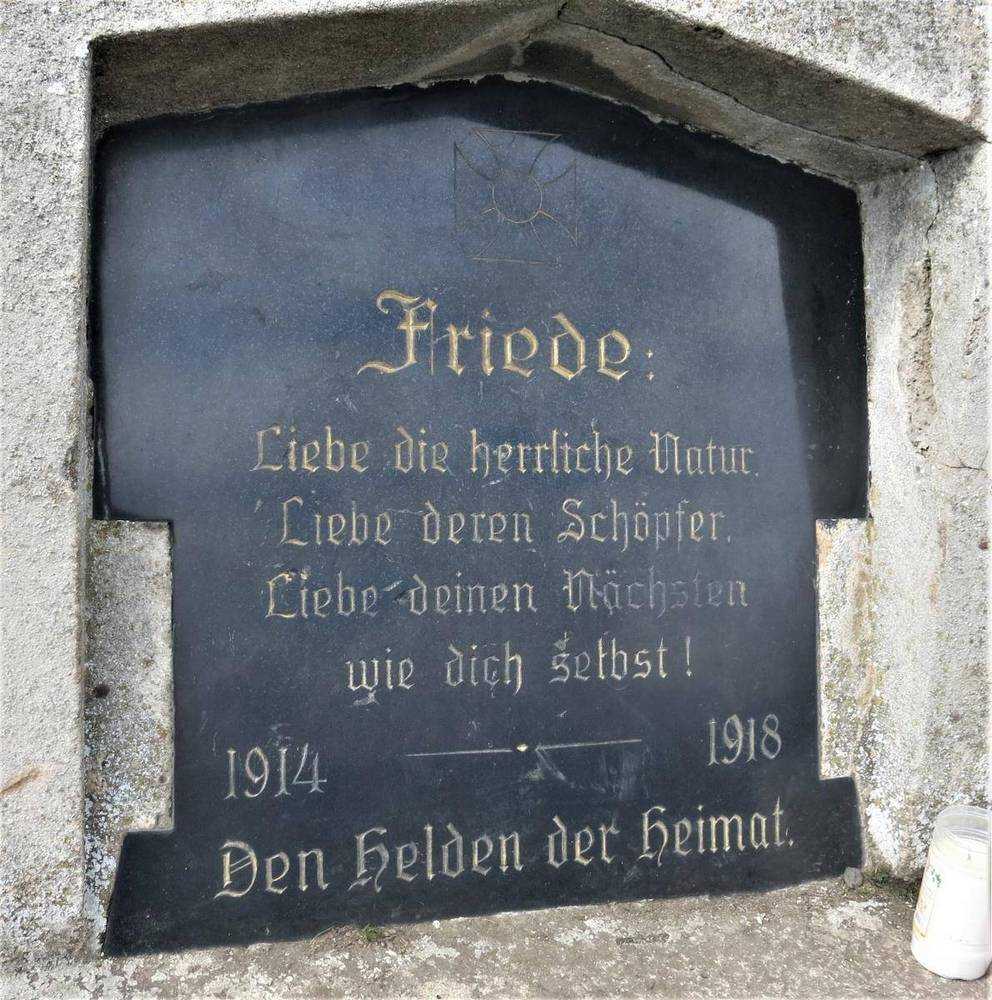 Friede:
Liebe die herrliche Natur.
Liebe deren Schöpfer.
Liebe deinen Nächsten
wie dich selbst!
1914 1918
Den Helden der Heimat.